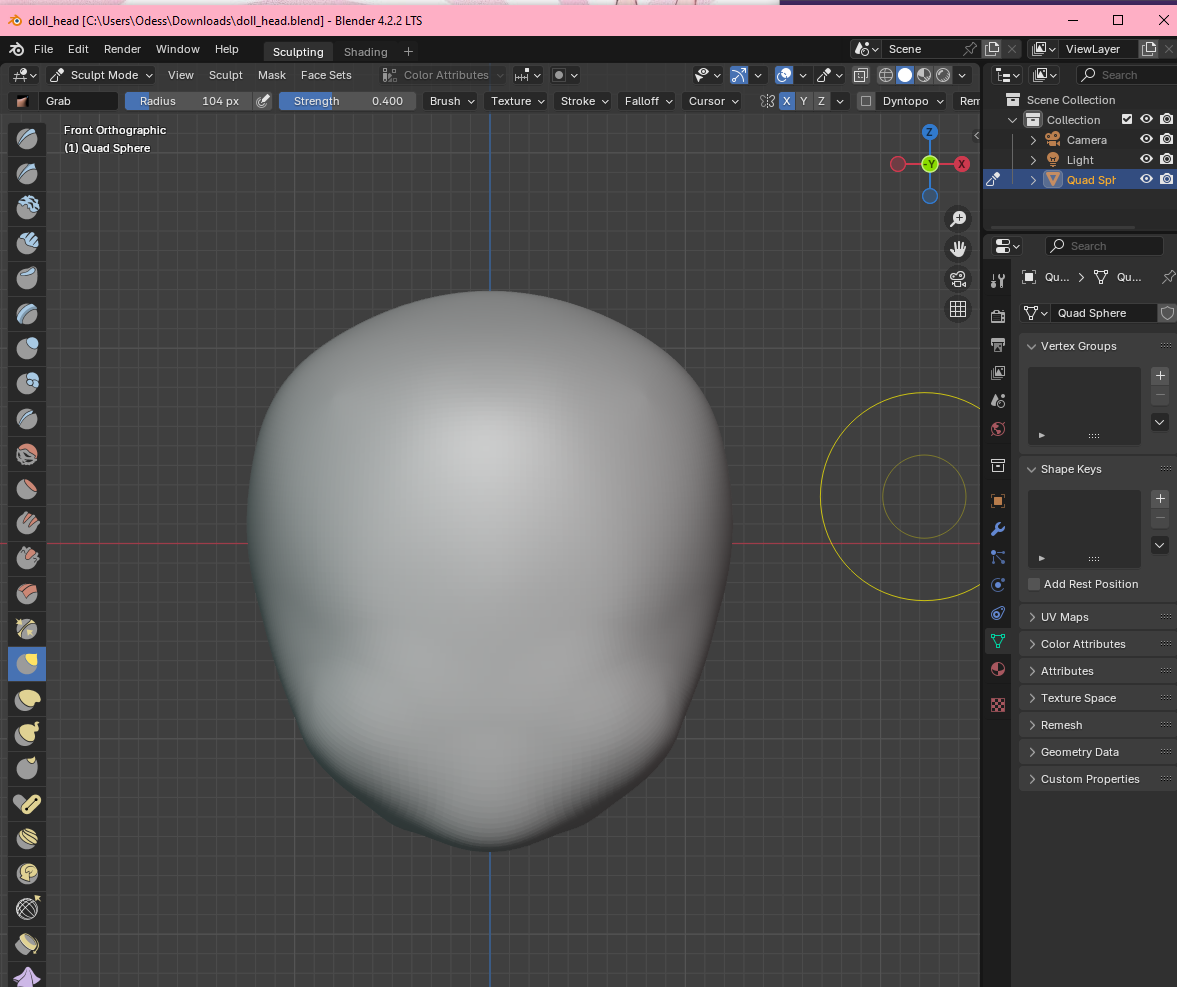 doll_head [C:\Users\Odess\Downloads\doll_head.blend] - Blender 4.2.2 LTS
File Edit Render Window Help Sculpting Shading + Scene ViewLayer
Sculpt Mode View Sculpt Mask Face Sets Color Attributes Search
Grab Radius 104 px Strength 0.400 Brush Texture Stroke Falloff Cursor X Y Z Dyntopo Rem
Scene Collection
Collection
Camera
Light
Quad Sph
Front Orthographic
(1) Quad Sphere
Z
-Y X
Search
Qu... Qu...
Quad Sphere
Vertex Groups
Shape Keys
Add Rest Position
UV Maps
Color Attributes
Attributes
Texture Space
Remesh
Geometry Data
Custom Properties